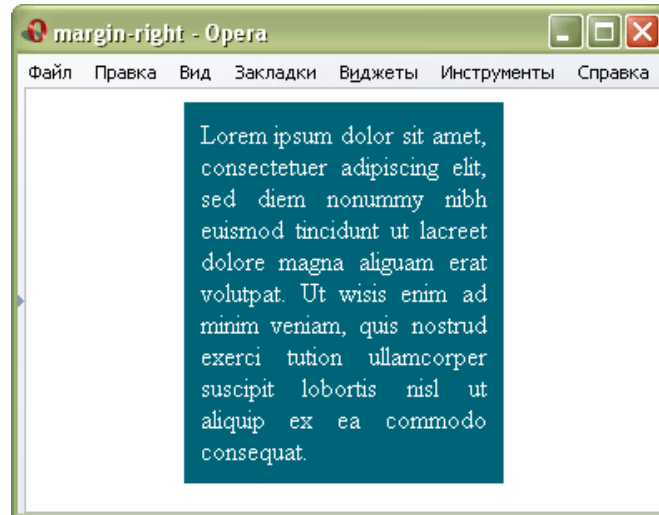 margin-right - Opera
Файл Правка Вид Закладки Виджеты Инструменты Справка
Lorem ipsum dolor sit amet,
consectetuer adipiscing elit,
sed diem nonummy nibh
euismod tincidunt ut lacreet
dolore magna aliguam erat
volutpat. Ut wisis enim ad
minim veniam, quis nostrud
exerci tution ullamcorper
suscipit lobortis nisl ut
aliquip ex ea commodo
consequat.